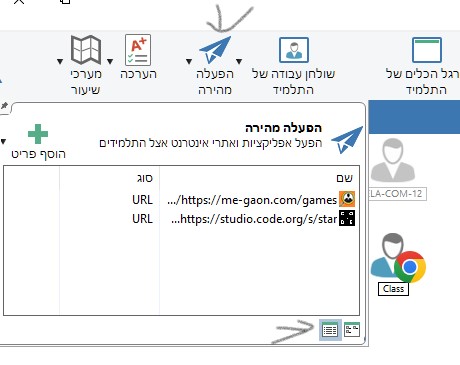 סרגל הכלים של התלמיד
שולחן עבודה של התלמיד
הפעלה מהירה
הערכה
מערכי שיעור
הפעלה מהירה
הפעל אפליקציות ואתרי אינטרנט אצל התלמידים
הוסף פריט
שם
סוג
https://me-gaon.com/games/...
URL
https://studio.code.org/s/star...
URL
LA-COM-12
Class